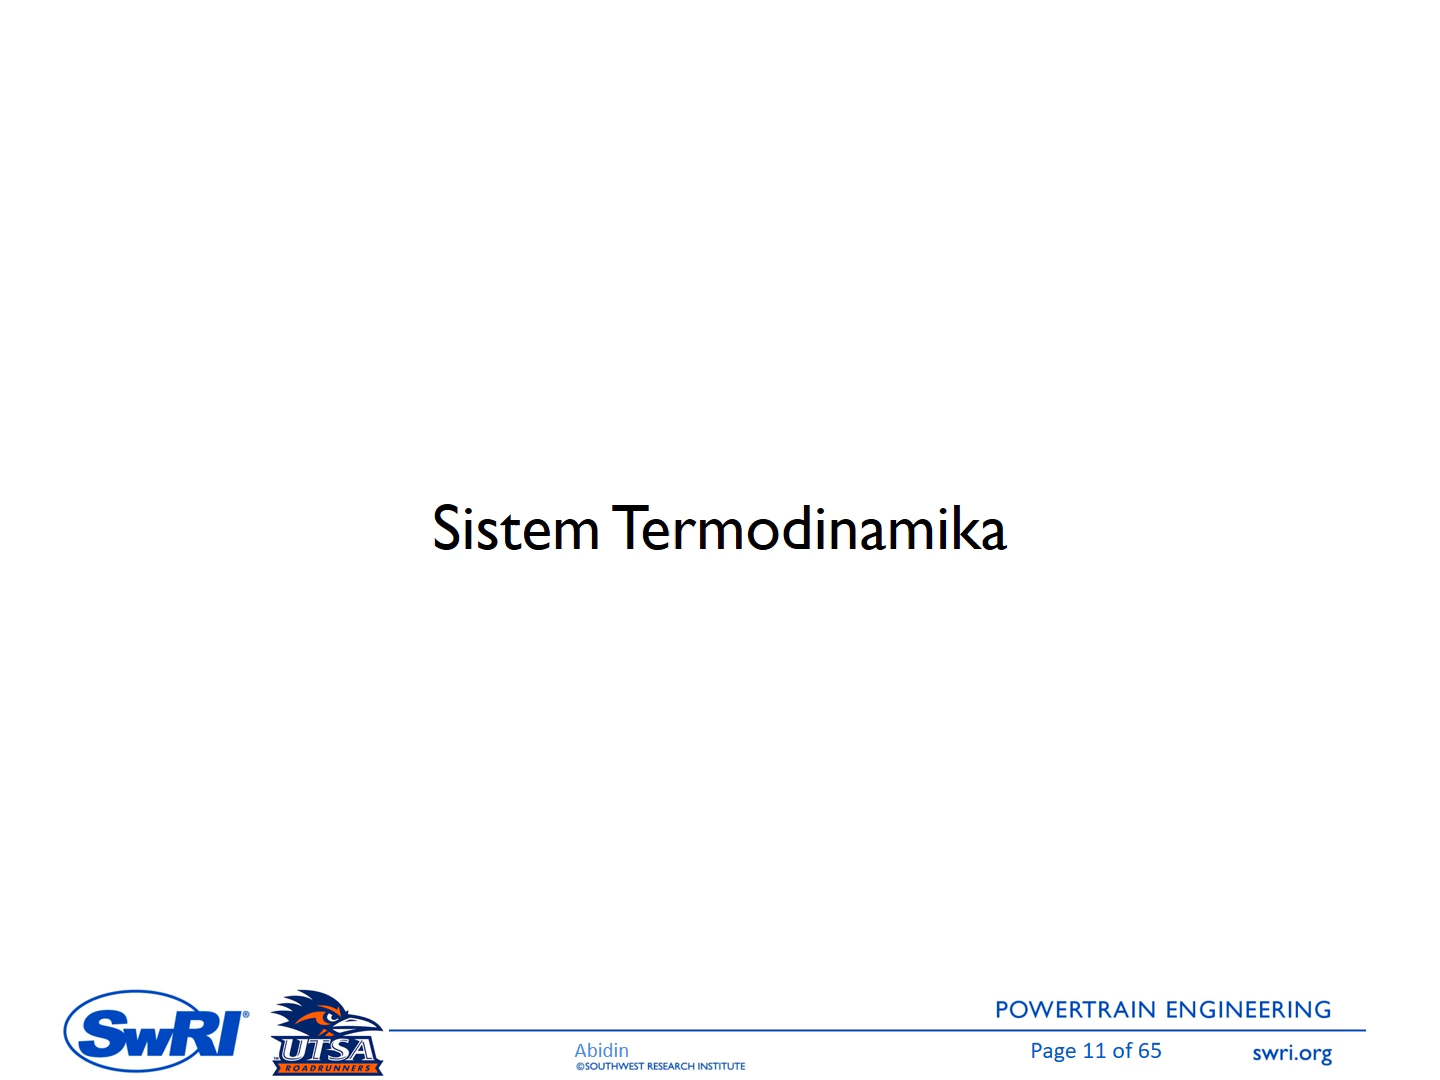 Sistem Termodinamika
POWERTRAIN ENGINEERING
SwRI®
UTSA
ROADRUNNERS
Abidin
©SOUTHWEST RESEARCH INSTITUTE
Page 11 of 65
swri.org